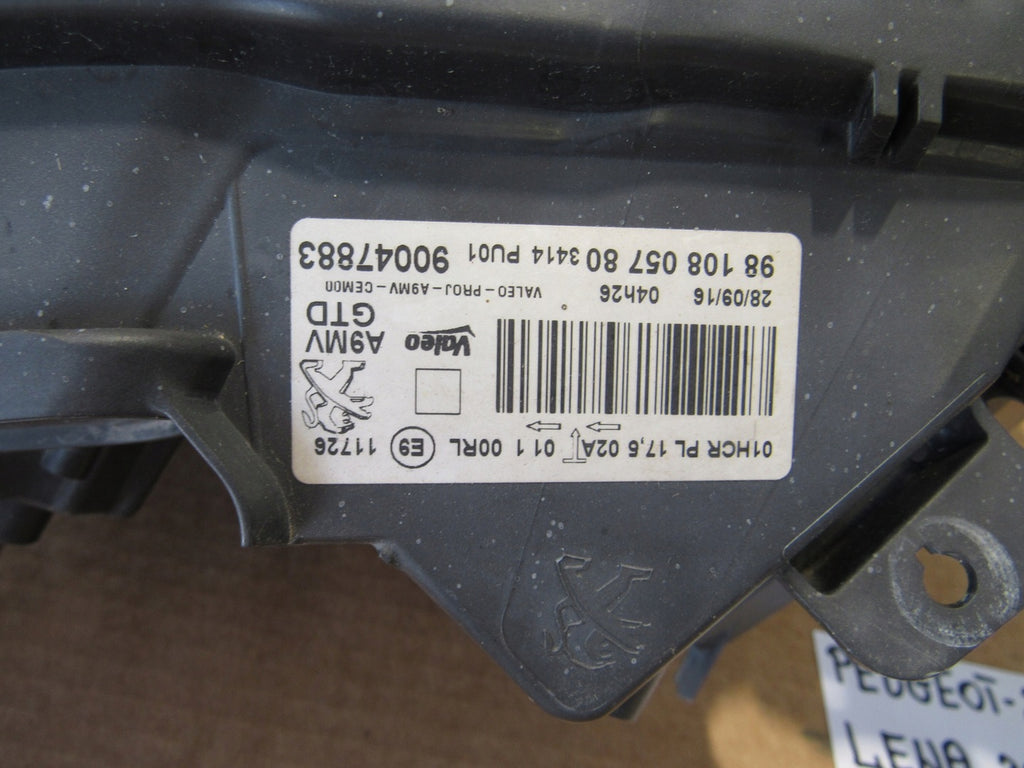 01HCR PL 17,5 02A 01 1 00RL E9 11726
Valeo
A9MV
GTD
28/09/16 04h26 VALEO-PROJ-A9MV-CEM00
98 108 057 80 3414 PU01 90047883
PEUGEOT-
LEWA